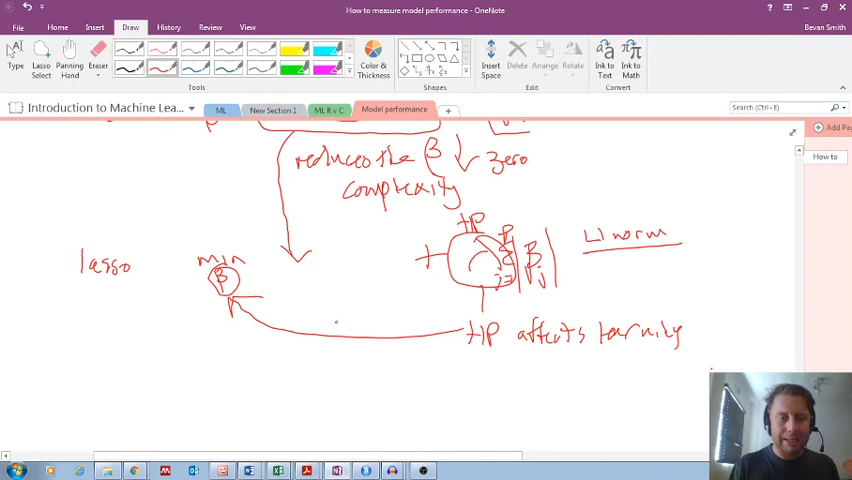 How to measure model performance - OneNote
Bevan Smith
File Home Insert Draw History Review View
Type
Lasso Select
Panning Hand
Eraser
Color & Thickness
Insert Space
Delete
Arrange
Rotate
Ink to Text
Ink to Math
Tools
Shapes
Edit
Convert
Introduction to Machine Lea...
ML
New Section 1
ML R v C
Model performance
Search (Ctrl+E)
Add Pa
How to
reduces the β ↓ zero
complexity
HP
lasso
min
β
+
p
Σ
|βj|
L1 norm
HP affects learning